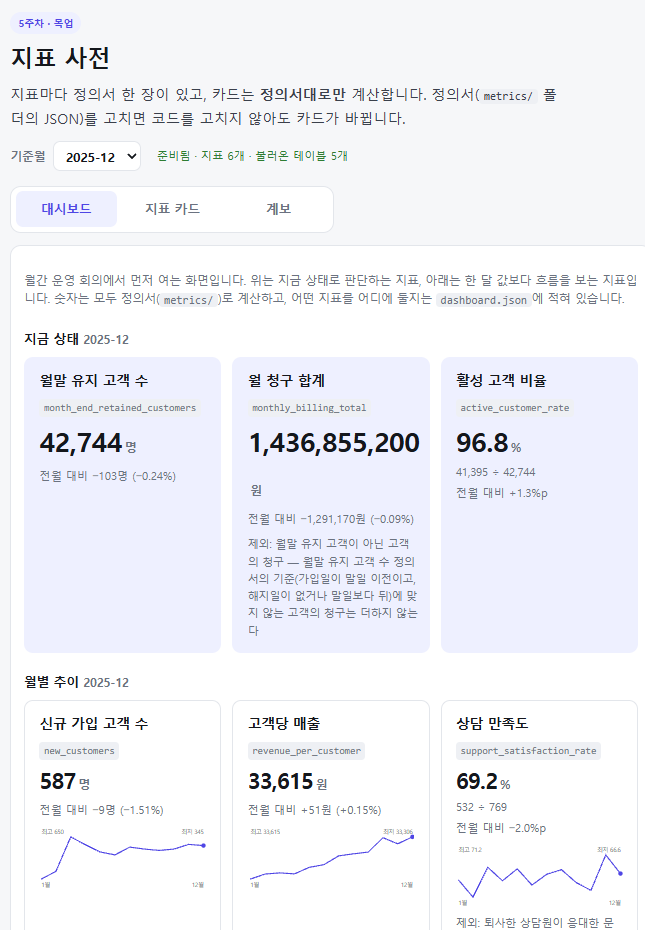 5주차 · 목업
지표 사전
지표마다 정의서 한 장이 있고, 카드는 정의서대로만 계산합니다. 정의서( metrics/ 폴
더의 JSON)를 고치면 코드를 고치지 않아도 카드가 바뀝니다.
기준월 2025-12 준비됨 · 지표 6개 · 불러온 테이블 5개
대시보드 지표 카드 계보
월간 운영 회의에서 먼저 여는 화면입니다. 위는 지금 상태로 판단하는 지표, 아래는 한 달 값보다 흐름을 보는 지표입
니다. 숫자는 모두 정의서( metrics/ )로 계산하고, 어떤 지표를 어디에 둘지는 dashboard.json 에 적혀 있습니다.
지금 상태 2025-12
월말 유지 고객 수
month_end_retained_customers
42,744 명
전월 대비 −103명 (−0.24%)
월 청구 합계
monthly_billing_total
1,436,855,200
원
전월 대비 −1,291,170원 (−0.09%)
제외: 월말 유지 고객이 아닌 고객
의 청구 — 월말 유지 고객 수 정의
서의 기준(가입일이 말일 이전이고,
해지일이 없거나 말일보다 뒤)에 맞
지 않는 고객의 청구는 더하지 않는
다
활성 고객 비율
active_customer_rate
96.8 %
41,395 ÷ 42,744
전월 대비 +1.3%p
월별 추이 2025-12
신규 가입 고객 수
new_customers
587 명
전월 대비 −9명 (−1.51%)
최고 650 최저 345
1월 12월
고객당 매출
revenue_per_customer
33,615 원
전월 대비 +51원 (+0.15%)
최고 33,615 최저 33,306
1월 12월
상담 만족도
support_satisfaction_rate
69.2 %
532 ÷ 769
전월 대비 −2.0%p
최고 71.2 최저 66.6
1월 12월
제외: 퇴사한 상담원이 응대한 문